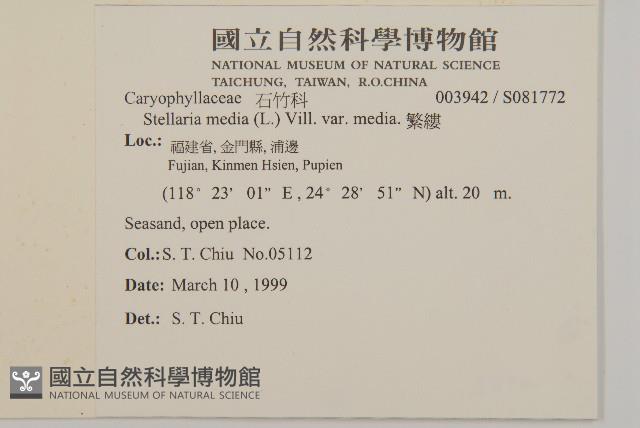 國立自然科學博物館
NATIONAL MUSEUM OF NATURAL SCIENCE
TAICHUNG, TAIWAN, R.O.CHINA
Caryophyllaceae 石竹科 003942 / S081772
Stellaria media (L.) Vill. var. media. 繁縷
Loc.: 福建省, 金門縣, 浦邊
Fujian, Kinmen Hsien, Pupien
(118° 23' 01" E , 24° 28' 51" N) alt. 20 m.
Seasand, open place.
Col.: S. T. Chiu No.05112
Date: March 10 , 1999
Det.: S. T. Chiu
國立自然科學博物館
NATIONAL MUSEUM OF NATURAL SCIENCE